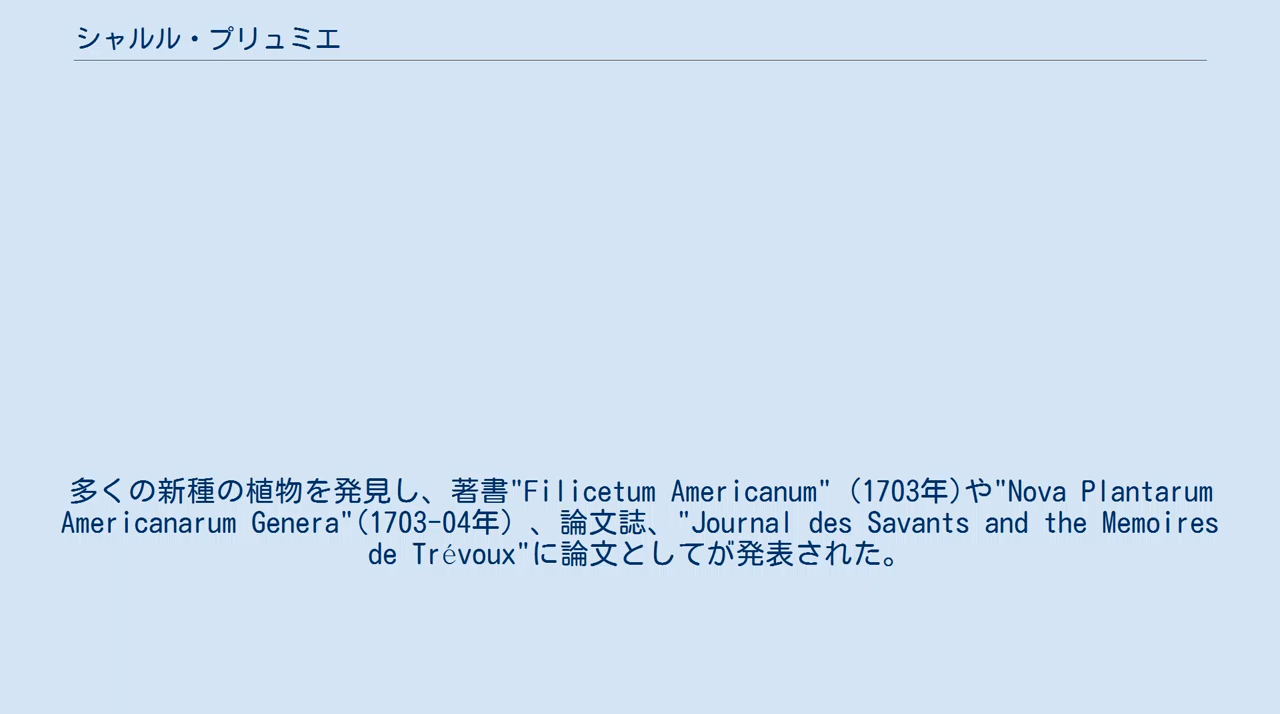 シャルル・プリュミエ
多くの新種の植物を発見し、著書"Filicetum Americanum" (1703年)や"Nova Plantarum
Americanarum Genera"(1703-04年) 、論文誌、"Journal des Savants and the Memoires
de Trévoux"に論文としてが発表された。